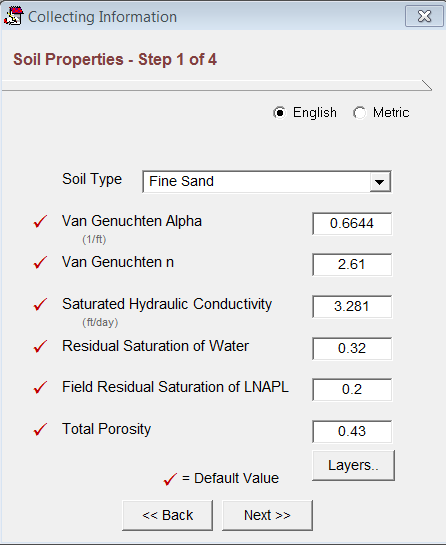 Collecting Information
Soil Properties - Step 1 of 4
English Metric
Soil Type Fine Sand
Van Genuchten Alpha 0.6644
(1/ft)
Van Genuchten n 2.61
Saturated Hydraulic Conductivity 3.281
(ft/day)
Residual Saturation of Water 0.32
Field Residual Saturation of LNAPL 0.2
Total Porosity 0.43
Layers..
= Default Value
<< Back Next >>